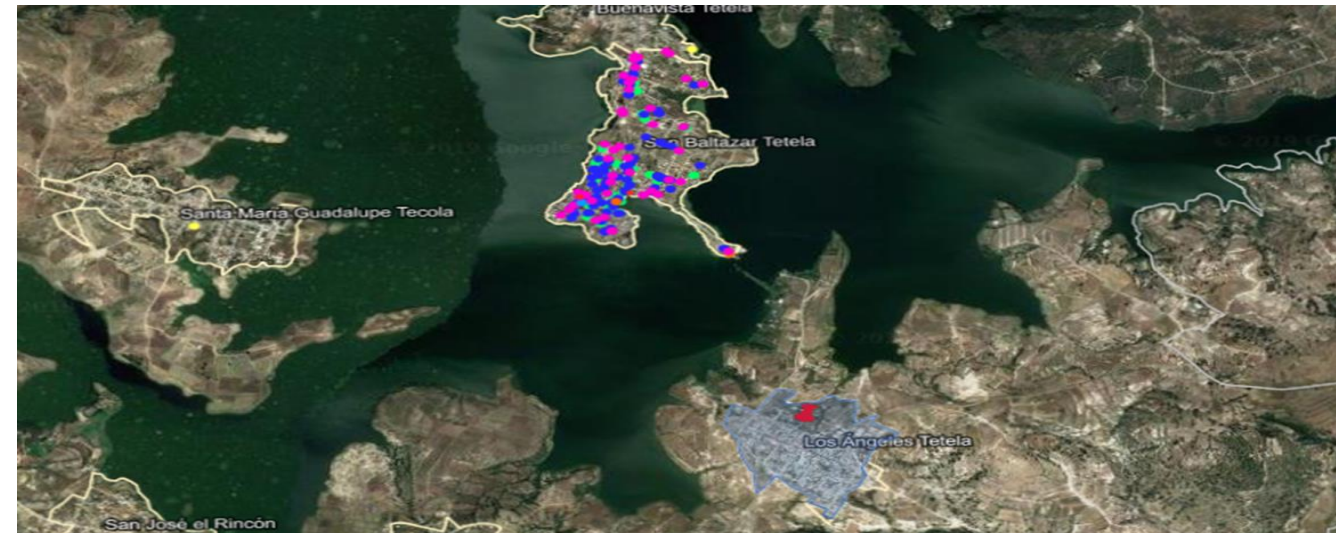 Buenavista Tetela
San Baltazar Tetela
Santa María Guadalupe Tecola
Los Ángeles Tetela
San José el Rincón